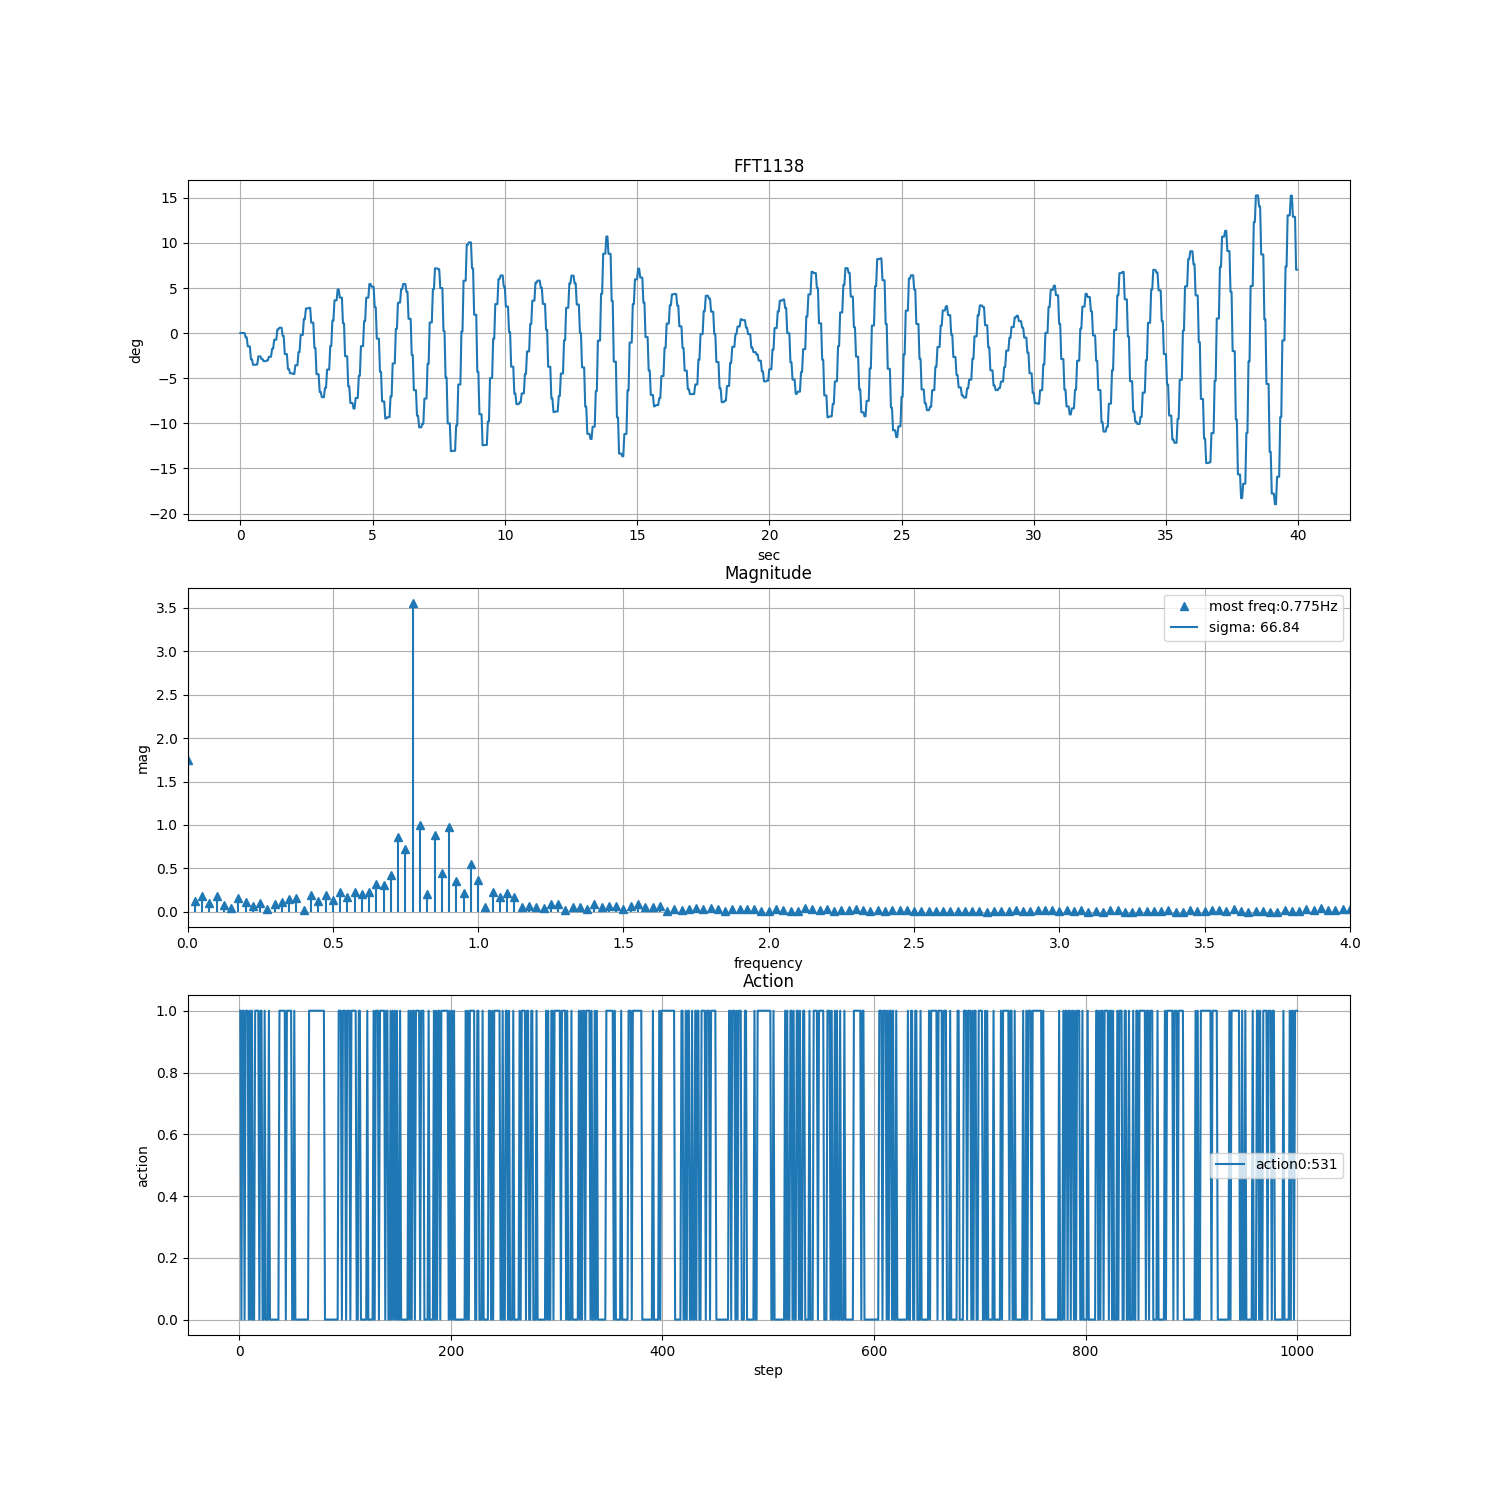 FFT1138
15
10
5
0
−5
−10
−15
−20
deg
0 5 10 15 20 25 30 35 40
sec
Magnitude
most freq:0.775Hz
sigma: 66.84
3.5
3.0
2.5
2.0
1.5
1.0
0.5
0.0
mag
0.0 0.5 1.0 1.5 2.0 2.5 3.0 3.5 4.0
frequency
Action
1.0
0.8
0.6
0.4
0.2
0.0
action
action0:531
0 200 400 600 800 1000
step